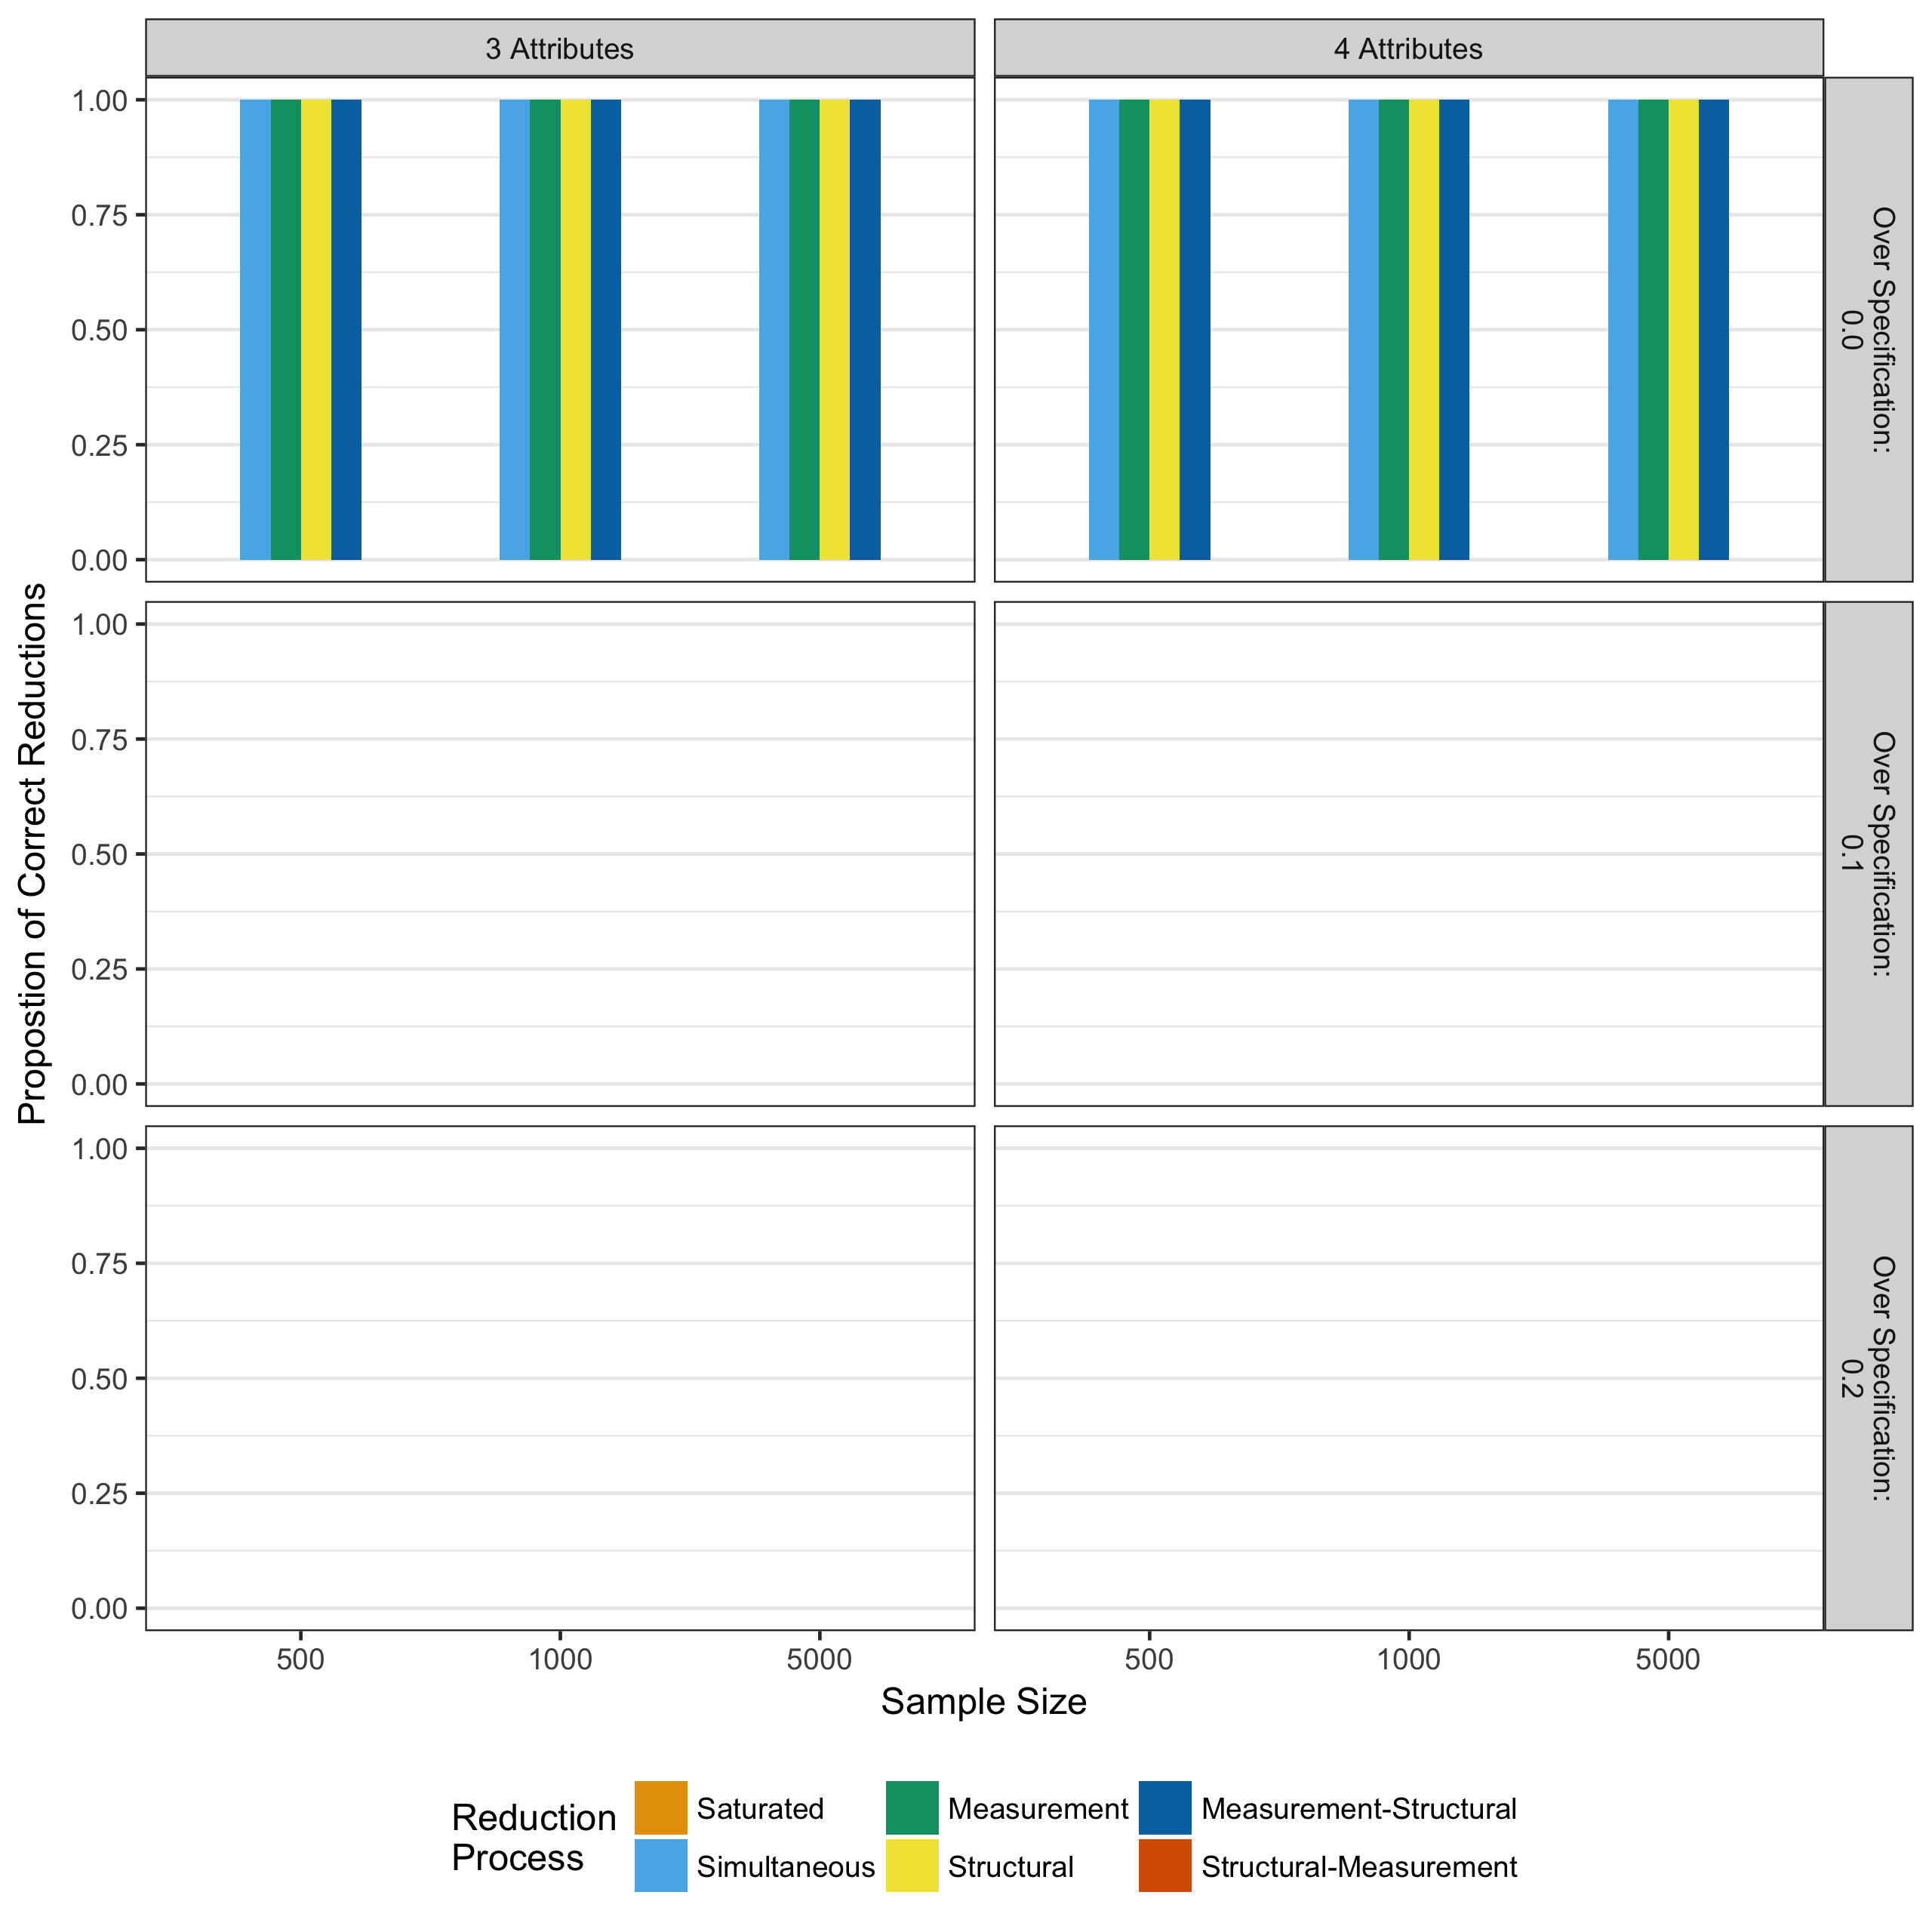 3 Attributes
4 Attributes
1.00
0.75
0.50
0.25
0.00
Over Specification:
0.0
1.00
0.75
0.50
0.25
0.00
Over Specification:
0.1
1.00
0.75
0.50
0.25
0.00
Over Specification:
0.2
Propostion of Correct Reductions
500
1000
5000
500
1000
5000
Sample Size
Reduction
Process
Saturated
Simultaneous
Measurement
Structural
Measurement-Structural
Structural-Measurement